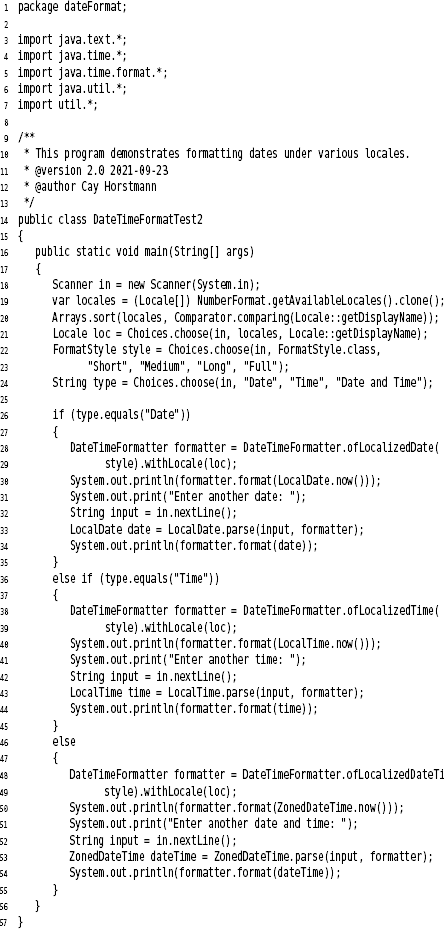 1 package dateFormat;
2
3 import java.text.*;
4 import java.time.*;
5 import java.time.format.*;
6 import java.util.*;
7 import util.*;
8
9 /**
10  * This program demonstrates formatting dates under various locales.
11  * @version 2.0 2021-09-23
12  * @author Cay Horstmann
13  */
14 public class DateTimeFormatTest2
15 {
16    public static void main(String[] args)
17    {
18       Scanner in = new Scanner(System.in);
19       var locales = (Locale[]) NumberFormat.getAvailableLocales().clone();
20       Arrays.sort(locales, Comparator.comparing(Locale::getDisplayName));
21       Locale loc = Choices.choose(in, locales, Locale::getDisplayName);
22       FormatStyle style = Choices.choose(in, FormatStyle.class,
23             "Short", "Medium", "Long", "Full");
24       String type = Choices.choose(in, "Date", "Time", "Date and Time");
25
26       if (type.equals("Date"))
27       {
28          DateTimeFormatter formatter = DateTimeFormatter.ofLocalizedDate(
29                style).withLocale(loc);
30          System.out.println(formatter.format(LocalDate.now()));
31          System.out.print("Enter another date: ");
32          String input = in.nextLine();
33          LocalDate date = LocalDate.parse(input, formatter);
34          System.out.println(formatter.format(date));
35       }
36       else if (type.equals("Time"))
37       {
38          DateTimeFormatter formatter = DateTimeFormatter.ofLocalizedTime(
39                style).withLocale(loc);
40          System.out.println(formatter.format(LocalTime.now()));
41          System.out.print("Enter another time: ");
42          String input = in.nextLine();
43          LocalTime time = LocalTime.parse(input, formatter);
44          System.out.println(formatter.format(time));
45       }
46       else
47       {
48          DateTimeFormatter formatter = DateTimeFormatter.ofLocalizedDateTi
49                style).withLocale(loc);
50          System.out.println(formatter.format(ZonedDateTime.now()));
51          System.out.print("Enter another date and time: ");
52          String input = in.nextLine();
53          ZonedDateTime dateTime = ZonedDateTime.parse(input, formatter);
54          System.out.println(formatter.format(dateTime));
55       }
56    }
57 }